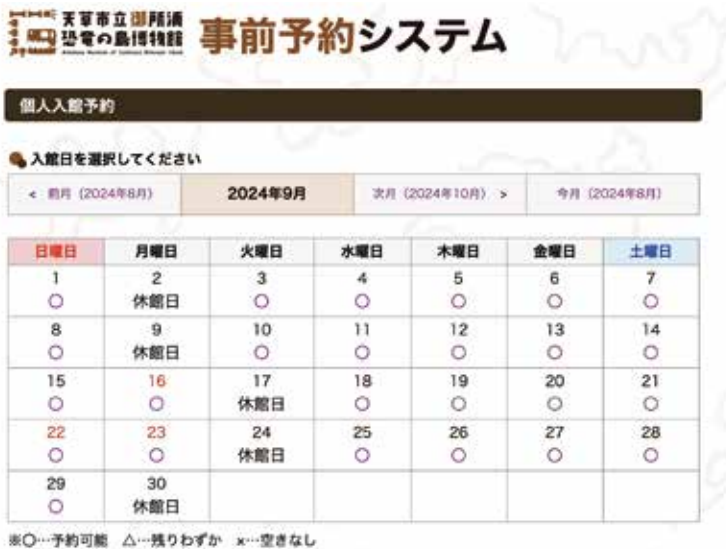 天草市立御所浦
恐竜の島博物館
事前予約システム
個人入館予約
入館日を選択してください
< 前月（2024年8月）
2024年9月
次月（2024年10月） >
今月（2024年8月）
日曜日 月曜日 火曜日 水曜日 木曜日 金曜日 土曜日
1 2 3 4 5 6 7
○ 休館日 ○ ○ ○ ○ ○
8 9 10 11 12 13 14
○ 休館日 ○ ○ ○ ○ ○
15 16 17 18 19 20 21
○ ○ 休館日 ○ ○ ○ ○
22 23 24 25 26 27 28
○ ○ 休館日 ○ ○ ○ ○
29 30
○ 休館日
※○…予約可能 △…残りわずか ×…空きなし